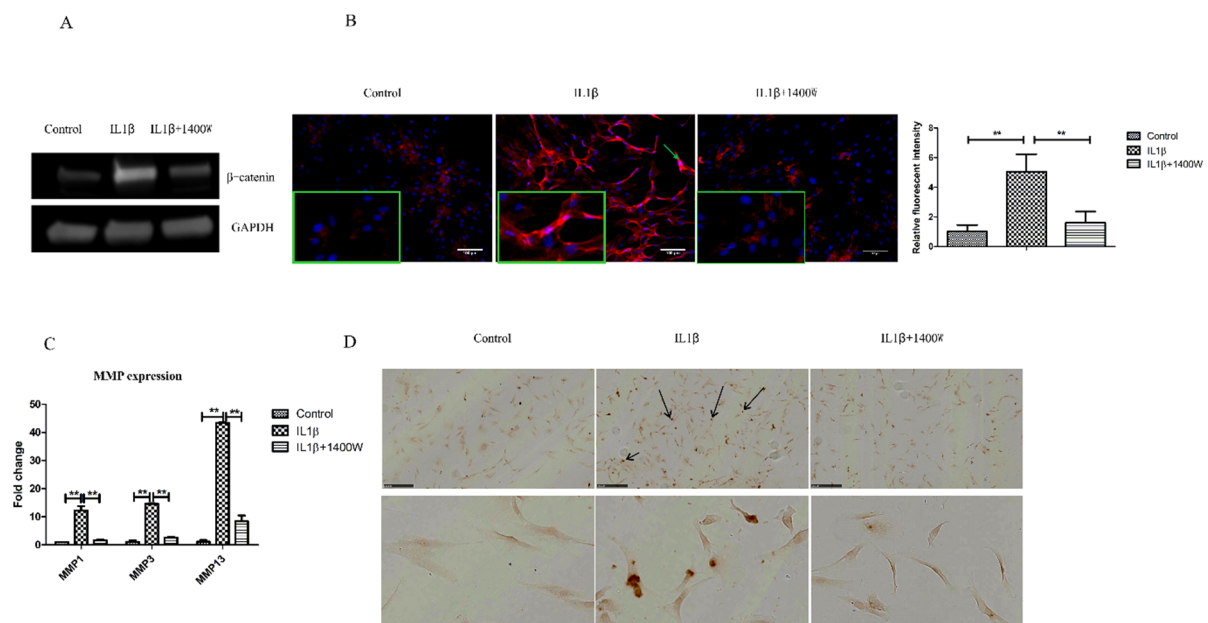 A
B
Control IL1β IL1β+1400W
β-catenin
GAPDH
Control IL1β IL1β+1400W
Relative fluorescent intensity
8
6
4
2
0
** **
Control
IL1β
IL1β+1400W
C
MMP expression
Fold change
50
40
30
20
10
0
** ** ** ** ** **
MMP1 MMP3 MMP13
Control
IL1β
IL1β+1400W
D
Control IL1β IL1β+1400W